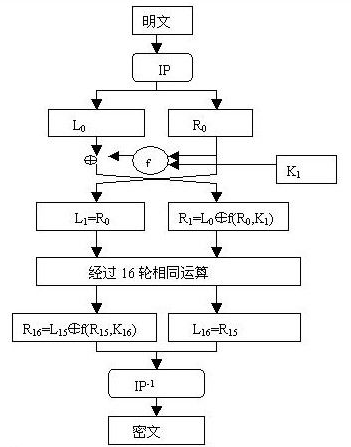 明文
IP
L₀
R₀
⊕
f
K₁
L₁=R₀
R₁=L₀⊕f(R₀,K₁)
经过 16 轮相同运算
R₁₆=L₁₅⊕f(R₁₅,K₁₆)
L₁₆=R₁₅
IP⁻¹
密文